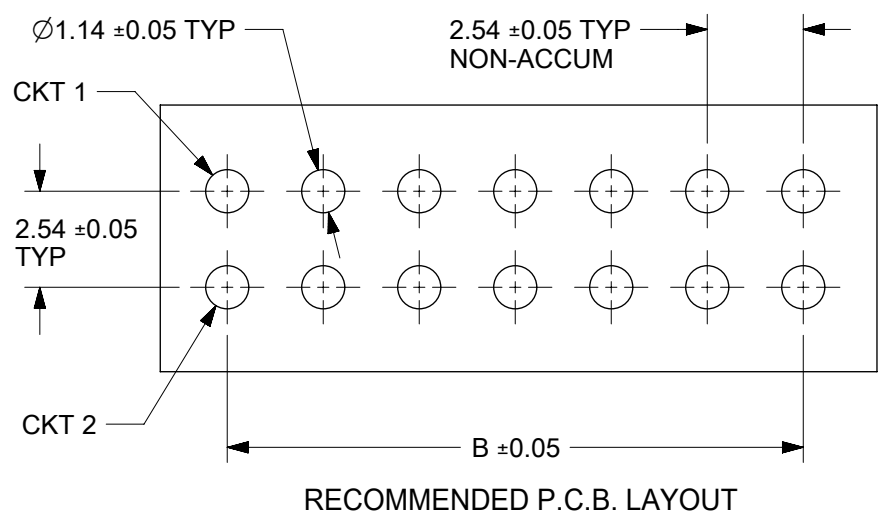 ∅1.14 ±0.05 TYP
2.54 ±0.05 TYP
NON-ACCUM
CKT 1
2.54 ±0.05
TYP
CKT 2
B ±0.05
RECOMMENDED P.C.B. LAYOUT